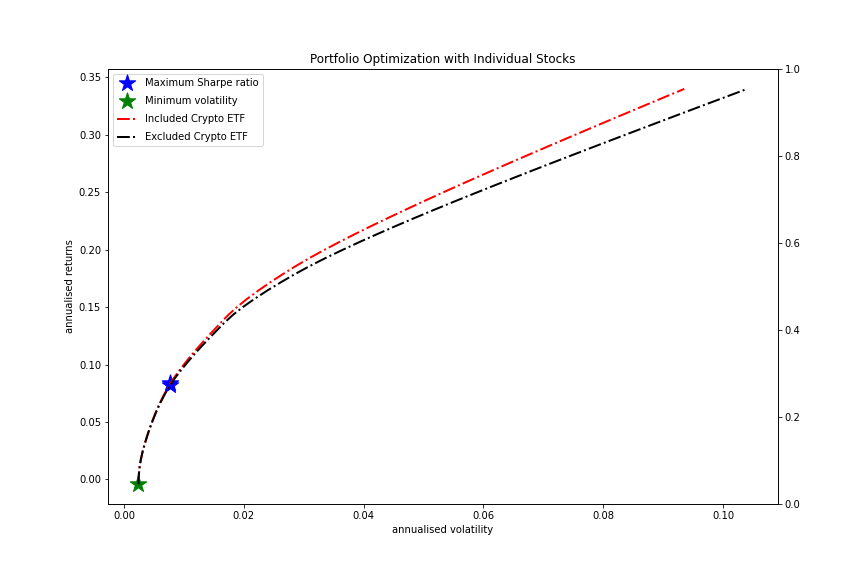 Portfolio Optimization with Individual Stocks
Maximum Sharpe ratio
Minimum volatility
Included Crypto ETF
Excluded Crypto ETF
annualised returns
0.35
0.30
0.25
0.20
0.15
0.10
0.05
0.00
1.0
0.8
0.6
0.4
0.2
0.0
0.00 0.02 0.04 0.06 0.08 0.10
annualised volatility